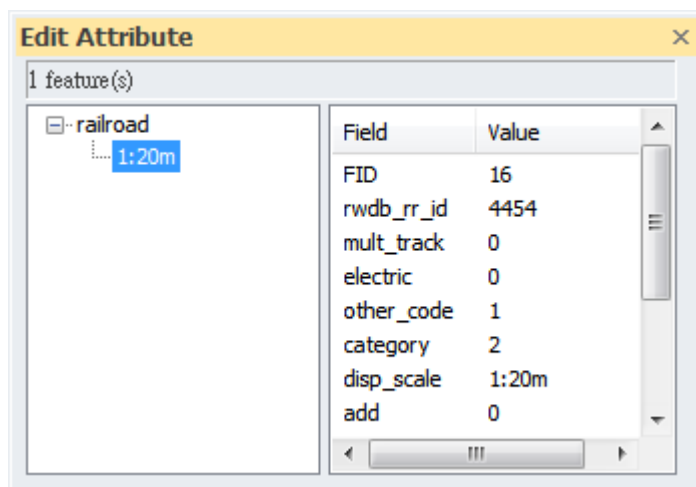 Edit Attribute
1 feature(s)
railroad
1:20m
Field Value
FID 16
rwdb_rr_id 4454
mult_track 0
electric 0
other_code 1
category 2
disp_scale 1:20m
add 0